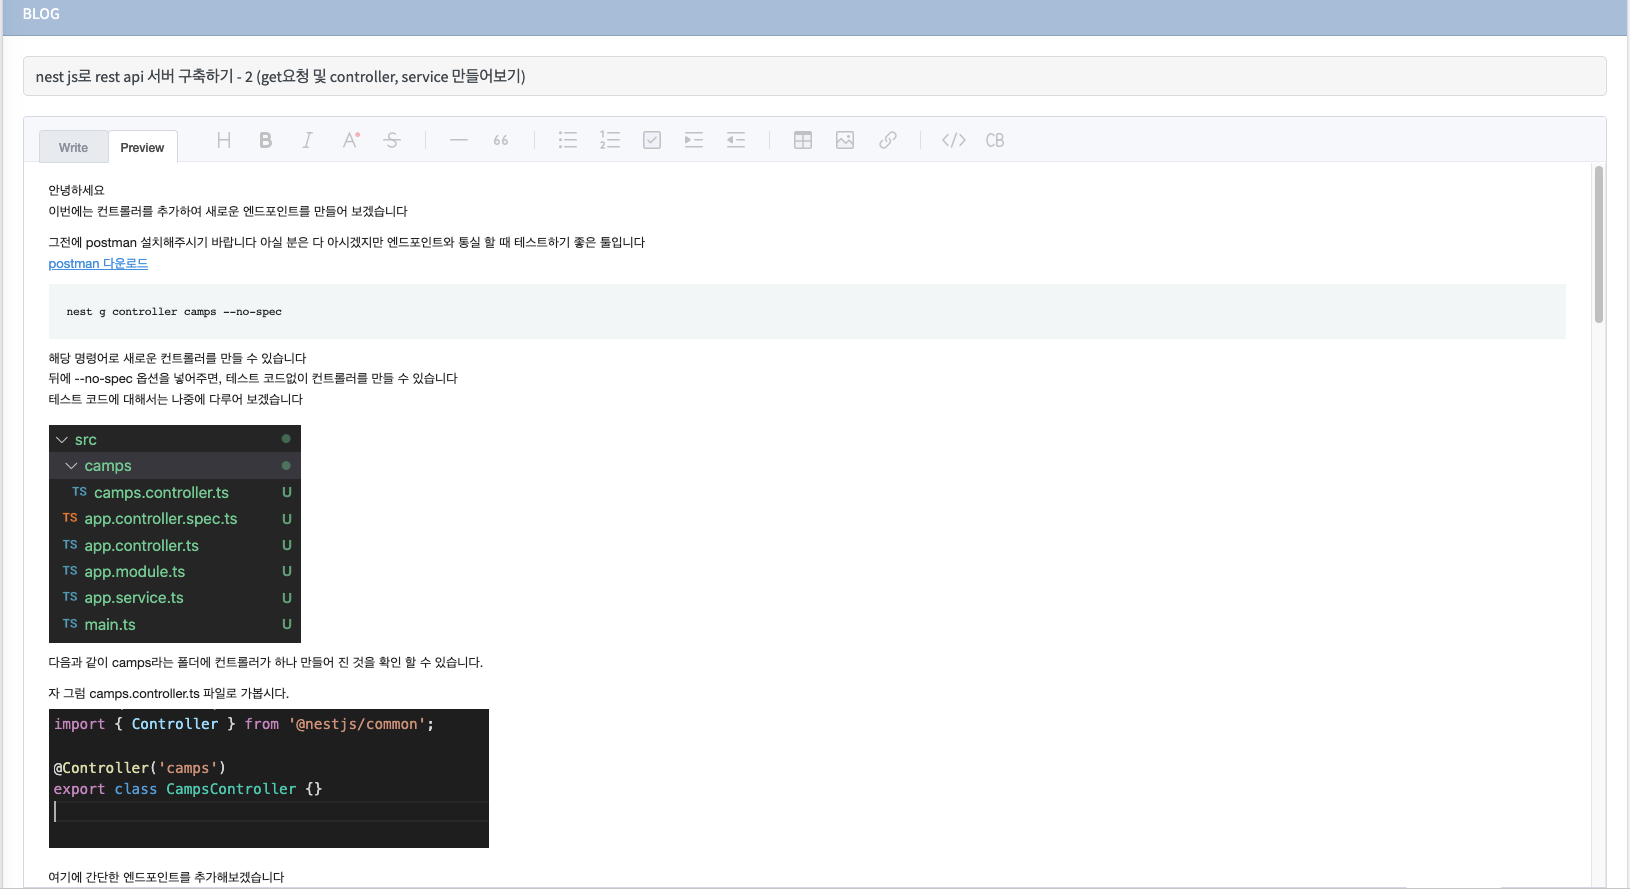 BLOG
nest js로 rest api 서버 구축하기 - 2 (get요청 및 controller, service 만들어보기)
Write
Preview
H B I A S — 66 </> CB
안녕하세요
이번에는 컨트롤러를 추가하여 새로운 엔드포인트를 만들어 보겠습니다
그전에 postman 설치해주시기 바랍니다 아실 분은 다 아시겠지만 엔드포인트와 통실 할 때 테스트하기 좋은 툴입니다
postman 다운로드
nest g controller camps --no-spec
해당 명령어로 새로운 컨트롤러를 만들 수 있습니다
뒤에 --no-spec 옵션을 넣어주면, 테스트 코드없이 컨트롤러를 만들 수 있습니다
테스트 코드에 대해서는 나중에 다루어 보겠습니다
src
camps
TS camps.controller.ts U
TS app.controller.spec.ts U
TS app.controller.ts U
TS app.module.ts U
TS app.service.ts U
TS main.ts U
다음과 같이 camps라는 폴더에 컨트롤러가 하나 만들어 진 것을 확인 할 수 있습니다.
자 그럼 camps.controller.ts 파일로 가봅시다.
import { Controller } from '@nestjs/common';
@Controller('camps')
export class CampsController {}
여기에 간단한 엔드포인트를 추가해보겠습니다